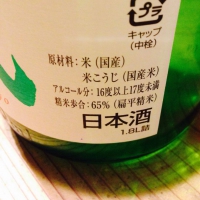 プラ
キャップ
(中栓)
原材料:米(国産)
米こうじ(国産米)
アルコール分:16度以上17度未満
精米歩合:65%(扁平精米)
日本酒
1.8L詰